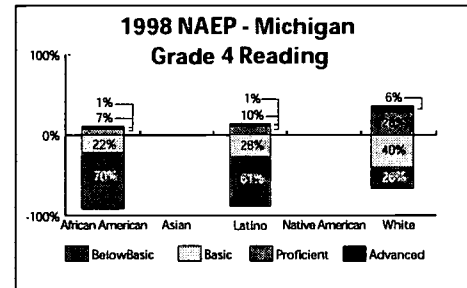 1998 NAEP - Michigan
Grade 4 Reading
100%
1% 1% 6%
7% 10%
0%
22% 28% 40%
70% 61% 26%
-100%
African American Asian Latino Native American White
BelowBasic Basic Proficient Advanced